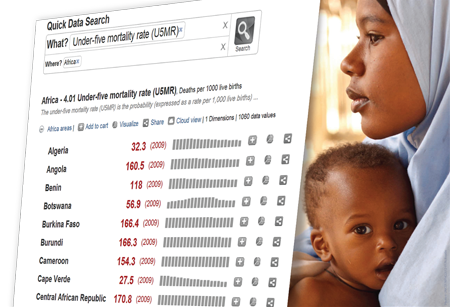 Quick Data Search
What? Under-five mortality rate (U5MR)x X
Where? Africax X
Search
Africa - 4.01 Under-five mortality rate (U5MR), Deaths per 1000 live births
The under-five mortality rate (U5MR) is the probability (expressed as a rate per 1,000 live births) ...
Africa areas | Add to cart Visualize Share Cloud view | 1 Dimensions | 1060 data values
Algeria 32.3 (2009)
Angola 160.5 (2009)
Benin 118 (2009)
Botswana 56.9 (2009)
Burkina Faso 166.4 (2009)
Burundi 166.3 (2009)
Cameroon 154.3 (2009)
Cape Verde 27.5 (2009)
Central African Republic 170.8 (2009)